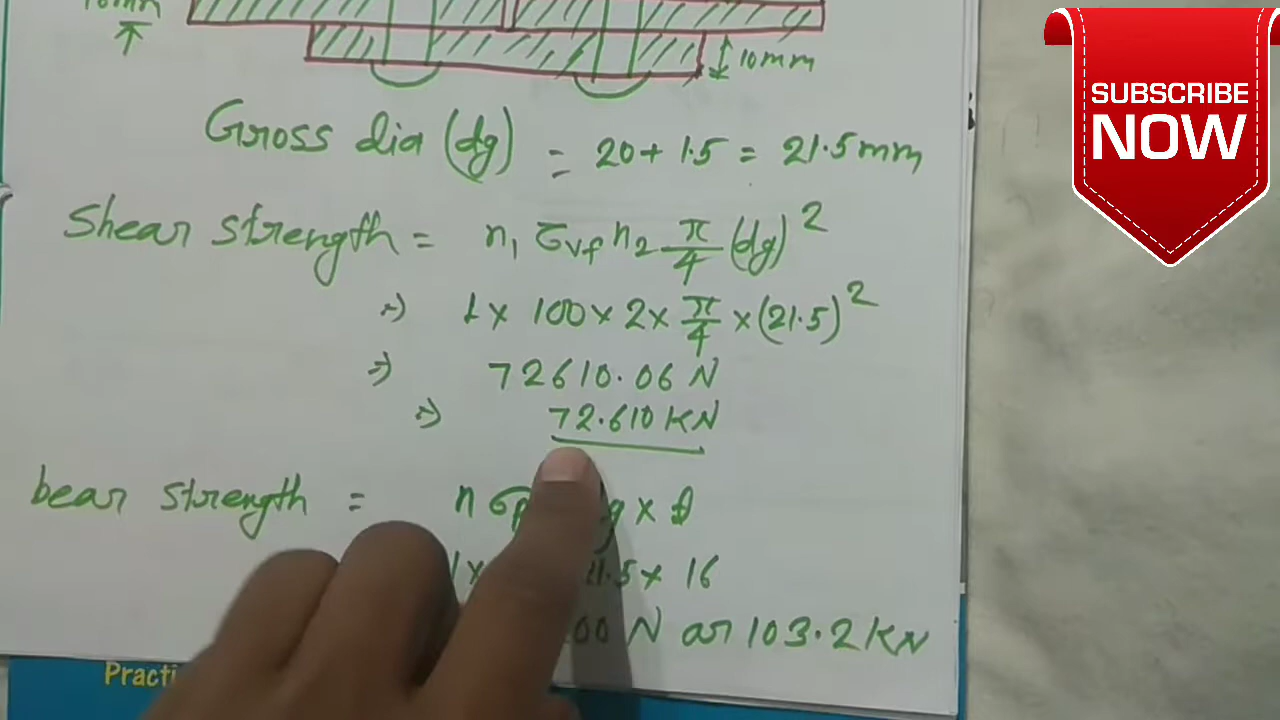 10mm
Gross dia (dg) = 20 + 1.5 = 21.5mm
Shear strength = n₁ τvf n₂ π/4 (dg)²
⇒ 1 × 100 × 2 × π/4 × (21.5)²
⇒ 72610.06 N
⇒ 72.610 KN
bear strength = n σ × t
1× 21.5 × 16
00 N or 103.2 KN
Practi
SUBSCRIBE
NOW